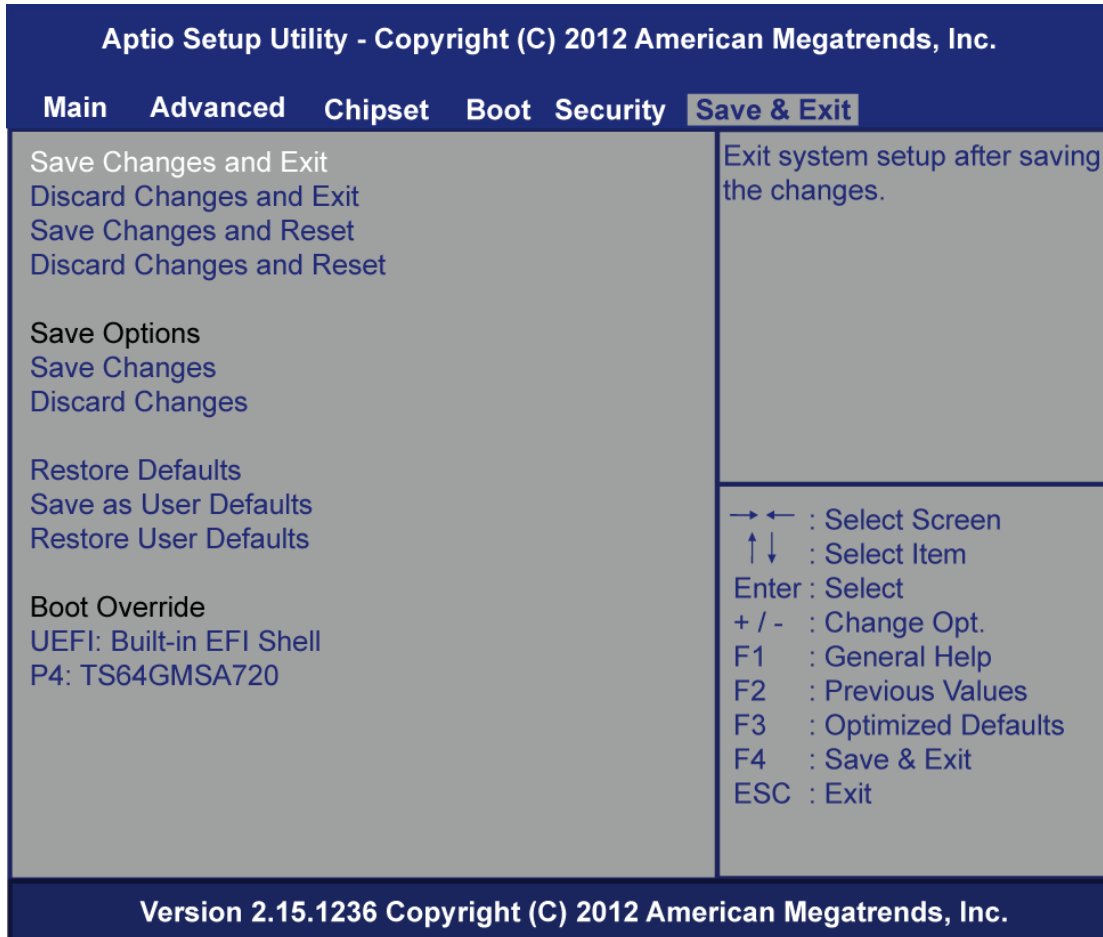 Aptio Setup Utility - Copyright (C) 2012 American Megatrends, Inc.
Main Advanced Chipset Boot Security Save & Exit
Save Changes and Exit
Discard Changes and Exit
Save Changes and Reset
Discard Changes and Reset
Save Options
Save Changes
Discard Changes
Restore Defaults
Save as User Defaults
Restore User Defaults
Boot Override
UEFI: Built-in EFI Shell
P4: TS64GMSA720
Exit system setup after saving
the changes.
→← : Select Screen
↑↓ : Select Item
Enter : Select
+ / - : Change Opt.
F1 : General Help
F2 : Previous Values
F3 : Optimized Defaults
F4 : Save & Exit
ESC : Exit
Version 2.15.1236 Copyright (C) 2012 American Megatrends, Inc.